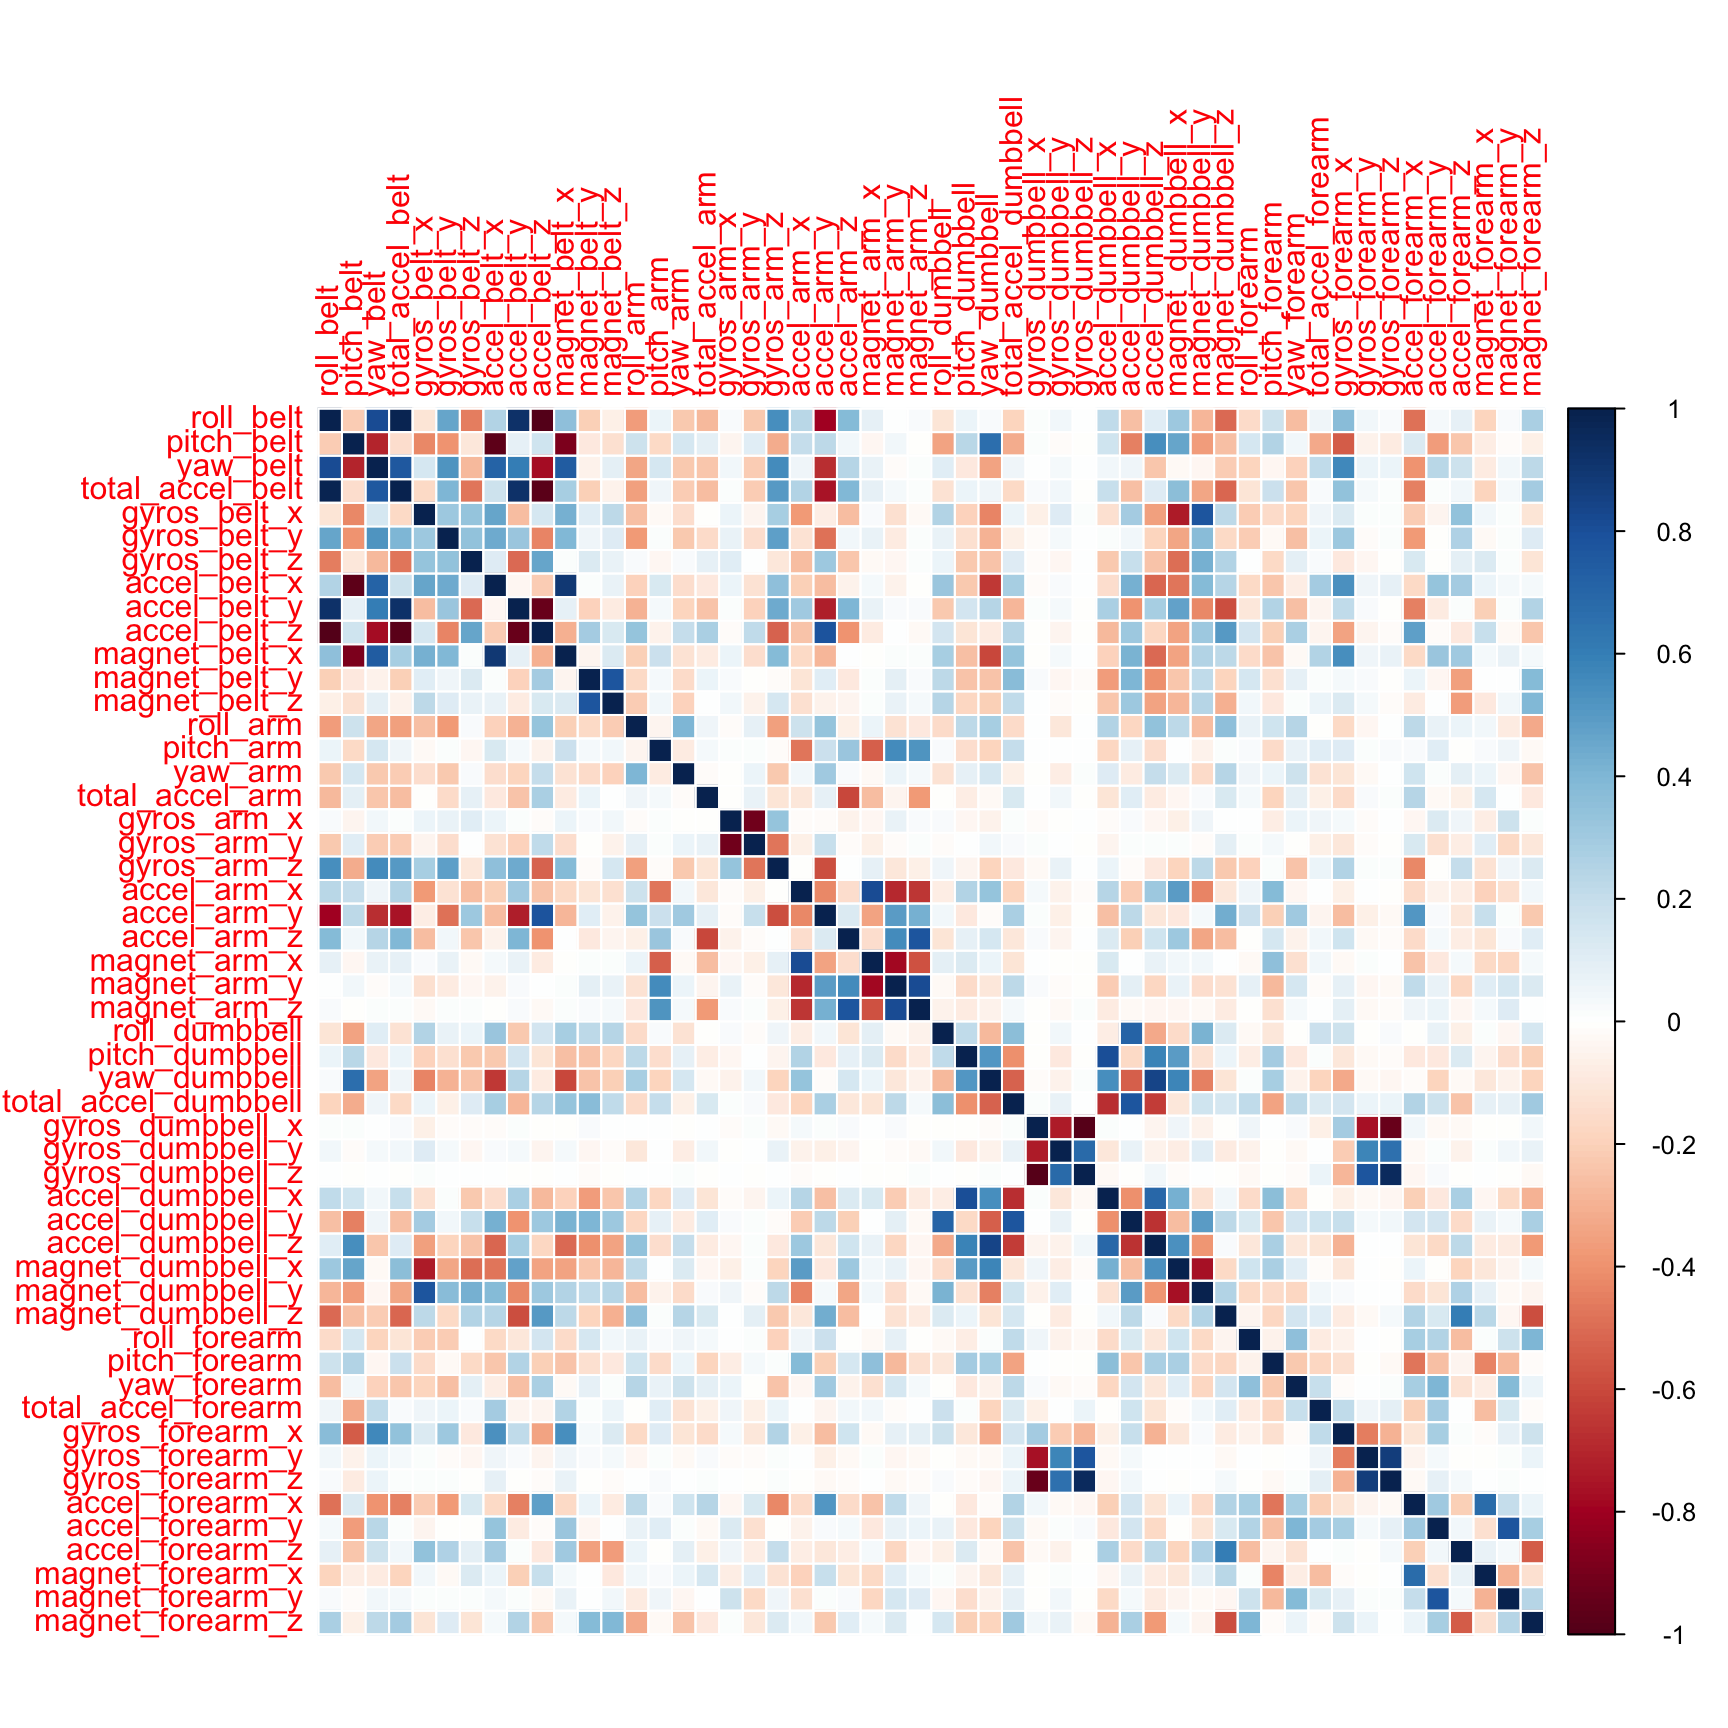 roll_belt
pitch_belt
yaw_belt
total_accel_belt
gyros_belt_x
gyros_belt_y
gyros_belt_z
accel_belt_x
accel_belt_y
accel_belt_z
magnet_belt_x
magnet_belt_y
magnet_belt_z
roll_arm
pitch_arm
yaw_arm
total_accel_arm
gyros_arm_x
gyros_arm_y
gyros_arm_z
accel_arm_x
accel_arm_y
accel_arm_z
magnet_arm_x
magnet_arm_y
magnet_arm_z
roll_dumbbell
pitch_dumbbell
yaw_dumbbell
total_accel_dumbbell
gyros_dumbbell_x
gyros_dumbbell_y
gyros_dumbbell_z
accel_dumbbell_x
accel_dumbbell_y
accel_dumbbell_z
magnet_dumbbell_x
magnet_dumbbell_y
magnet_dumbbell_z
roll_forearm
pitch_forearm
yaw_forearm
total_accel_forearm
gyros_forearm_x
gyros_forearm_y
gyros_forearm_z
accel_forearm_x
accel_forearm_y
accel_forearm_z
magnet_forearm_x
magnet_forearm_y
magnet_forearm_z
roll_belt
pitch_belt
yaw_belt
total_accel_belt
gyros_belt_x
gyros_belt_y
gyros_belt_z
accel_belt_x
accel_belt_y
accel_belt_z
magnet_belt_x
magnet_belt_y
magnet_belt_z
roll_arm
pitch_arm
yaw_arm
total_accel_arm
gyros_arm_x
gyros_arm_y
gyros_arm_z
accel_arm_x
accel_arm_y
accel_arm_z
magnet_arm_x
magnet_arm_y
magnet_arm_z
roll_dumbbell
pitch_dumbbell
yaw_dumbbell
total_accel_dumbbell
gyros_dumbbell_x
gyros_dumbbell_y
gyros_dumbbell_z
accel_dumbbell_x
accel_dumbbell_y
accel_dumbbell_z
magnet_dumbbell_x
magnet_dumbbell_y
magnet_dumbbell_z
roll_forearm
pitch_forearm
yaw_forearm
total_accel_forearm
gyros_forearm_x
gyros_forearm_y
gyros_forearm_z
accel_forearm_x
accel_forearm_y
accel_forearm_z
magnet_forearm_x
magnet_forearm_y
magnet_forearm_z
1
0.8
0.6
0.4
0.2
0
-0.2
-0.4
-0.6
-0.8
-1